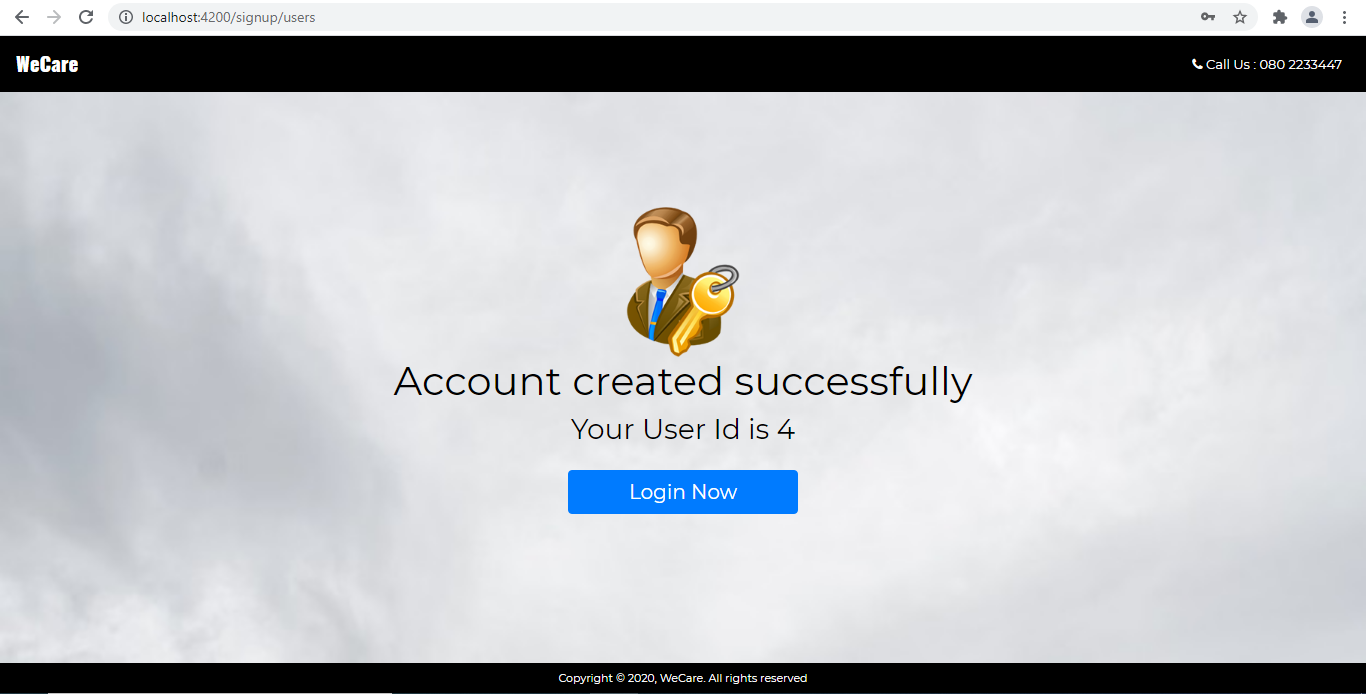 localhost:4200/signup/users
WeCare
Call Us : 080 2233447
Account created successfully
Your User Id is 4
Login Now
Copyright © 2020, WeCare. All rights reserved